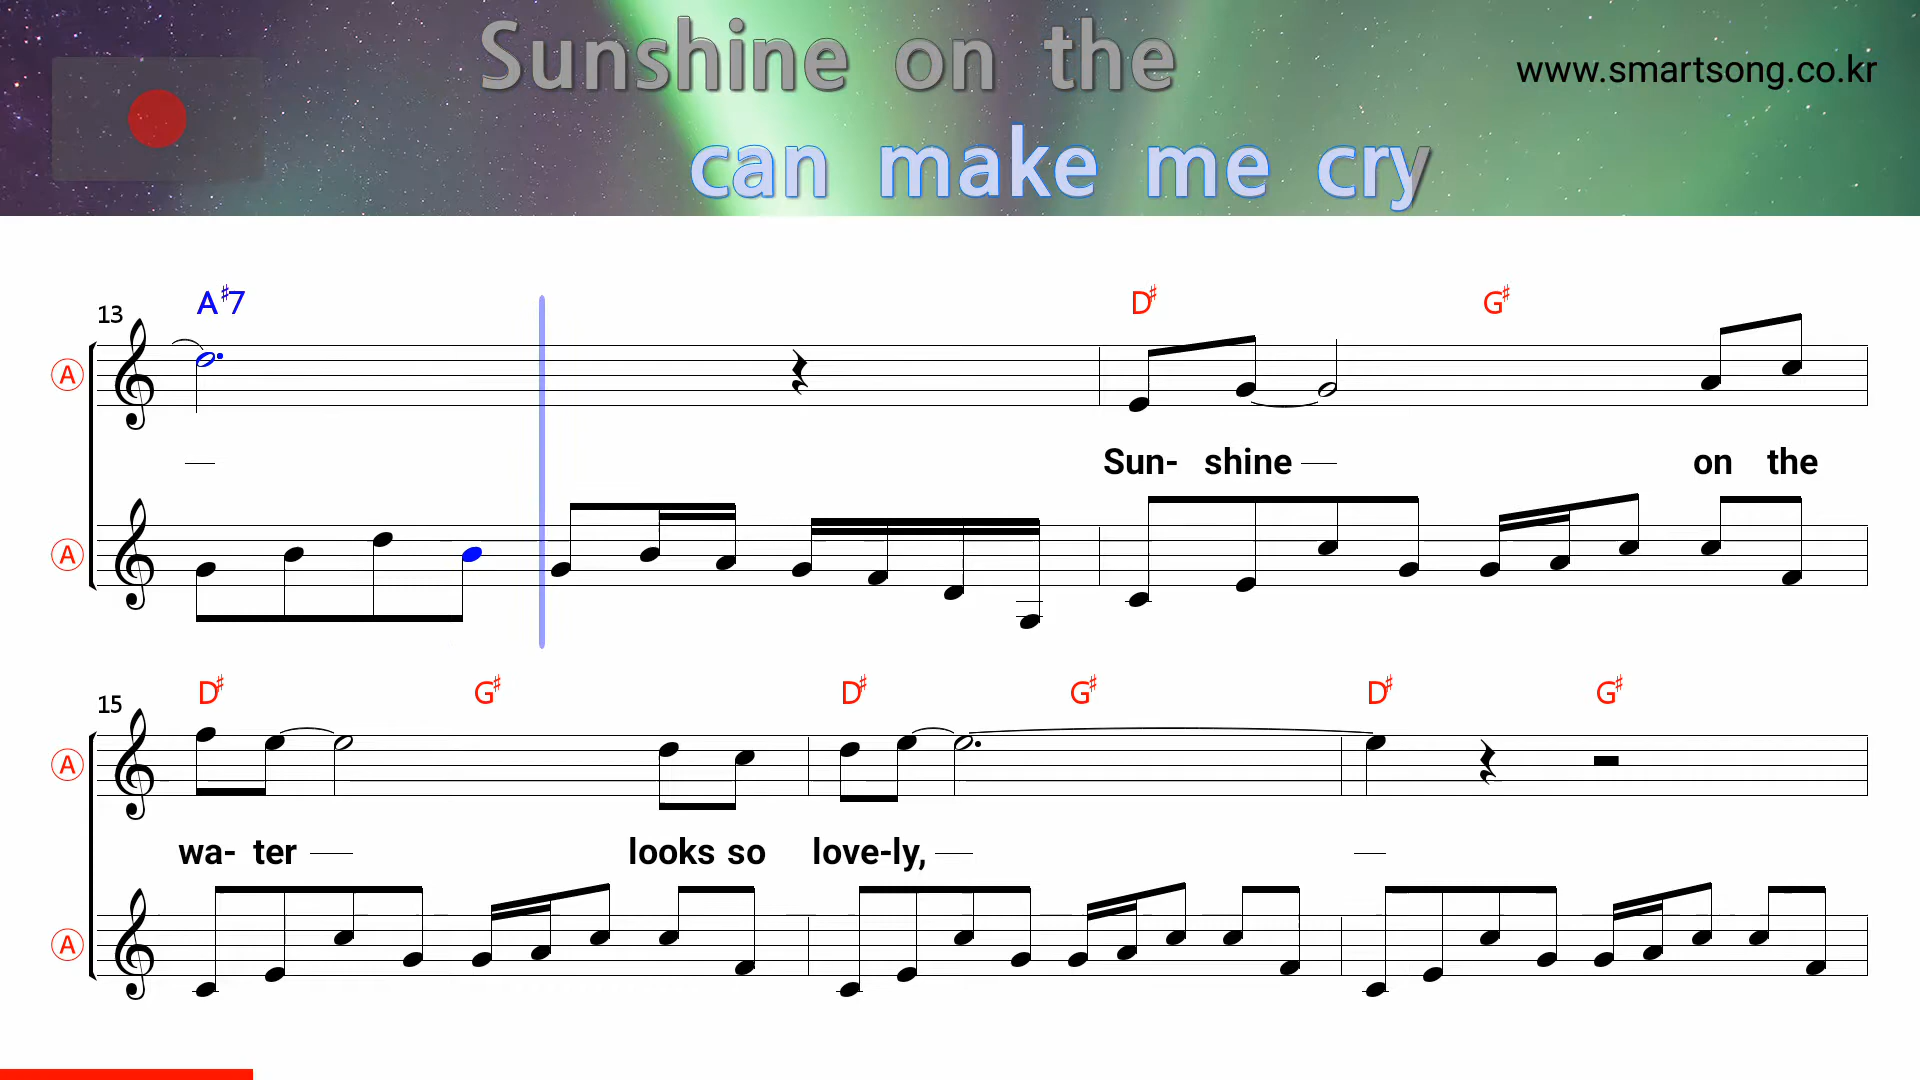 Sunshine on the
www.smartsong.co.kr
can make me cry
13 A♯7 D♯ G♯
A
Sun- shine on the
A
15 D♯ G♯ D♯ G♯ D♯ G♯
A
wa- ter looks so love-ly,
A